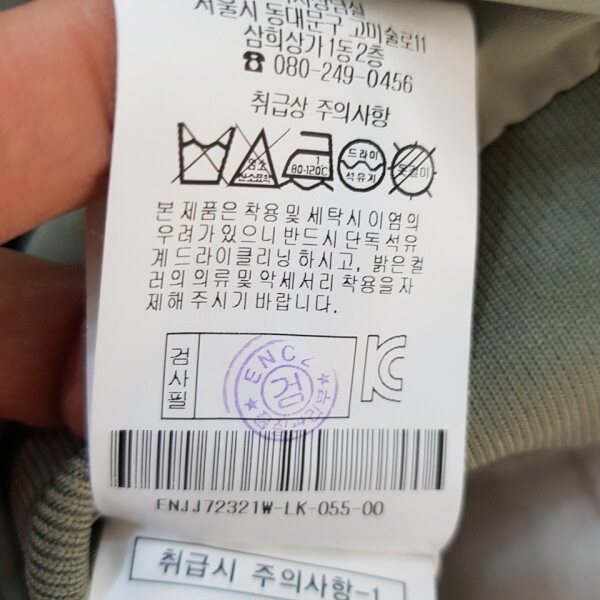 서울시 동대문구 고미술로11
삼희상가 1동2층
☎ 080-249-0456
취급상 주의사항
염소
산소표백
1
80-120℃
드라이
석유지
본 제품은 착용 및 세탁시 이염의
우려가 있으니 반드시 단독 석유
계 드라이클리닝 하시고, 밝은컬
러의 의류 및 악세서리 착용을 자
제해 주시기 바랍니다.
검사필
ENC
검
KC
ENJJ72321W-LK-055-00
취급시 주의사항-1